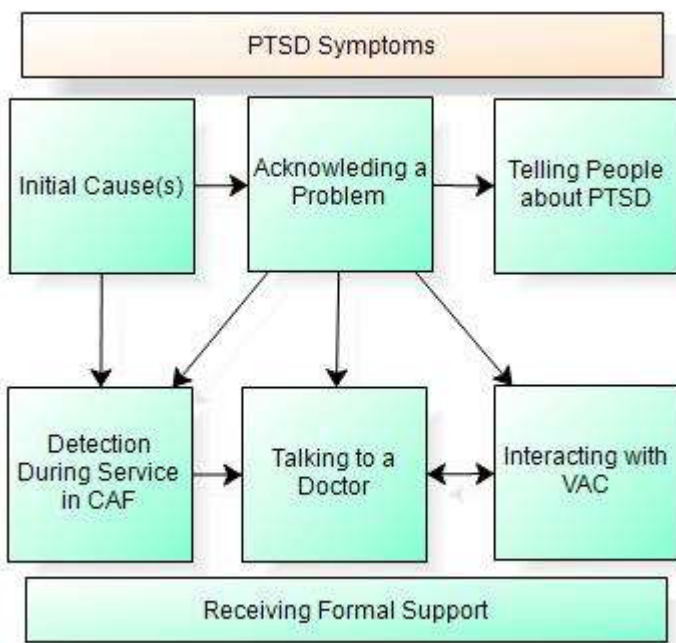 PTSD Symptoms
Initial Cause(s)
Acknowleding a
Problem
Telling People
about PTSD
Detection
During Service
in CAF
Talking to a
Doctor
Interacting with
VAC
Receiving Formal Support